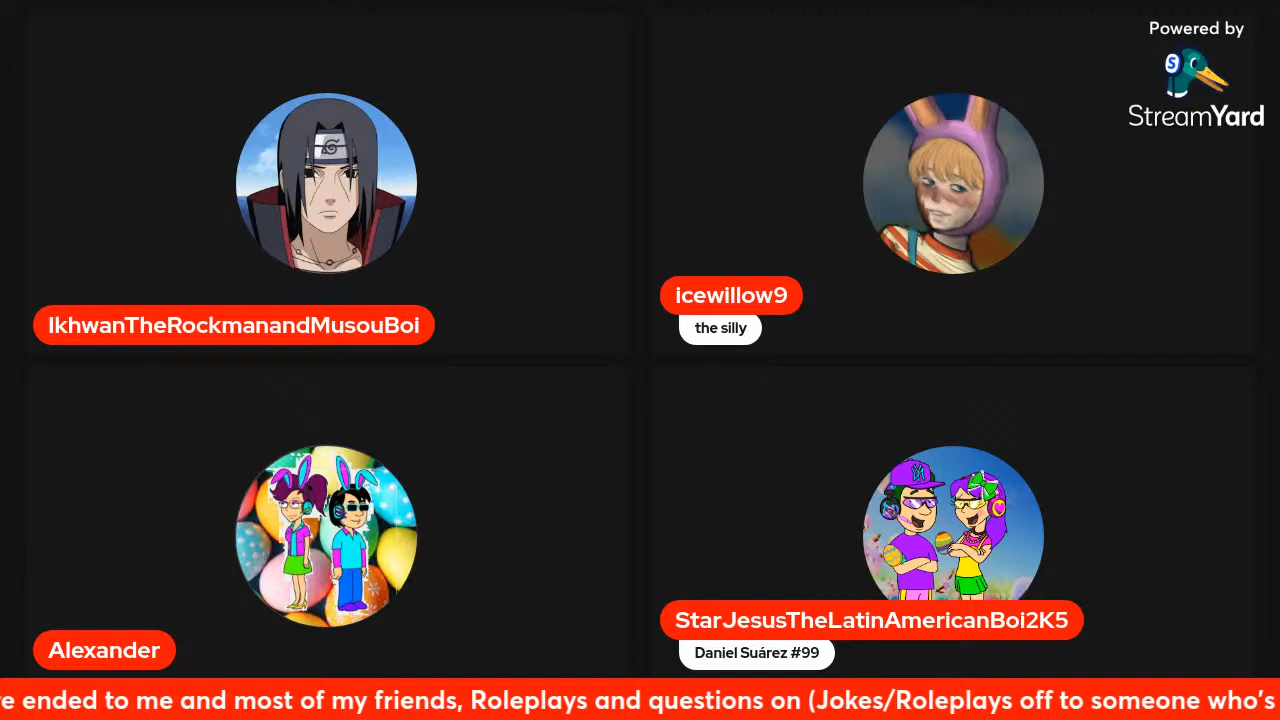 Powered by
StreamYard
IkhwanTheRockmanandMusouBoi
icewillow9
the silly
Alexander
StarJesusTheLatinAmericanBoi2K5
Daniel Suárez #99
ended to me and most of my friends, Roleplays and questions on (Jokes/Roleplays off to someone who's